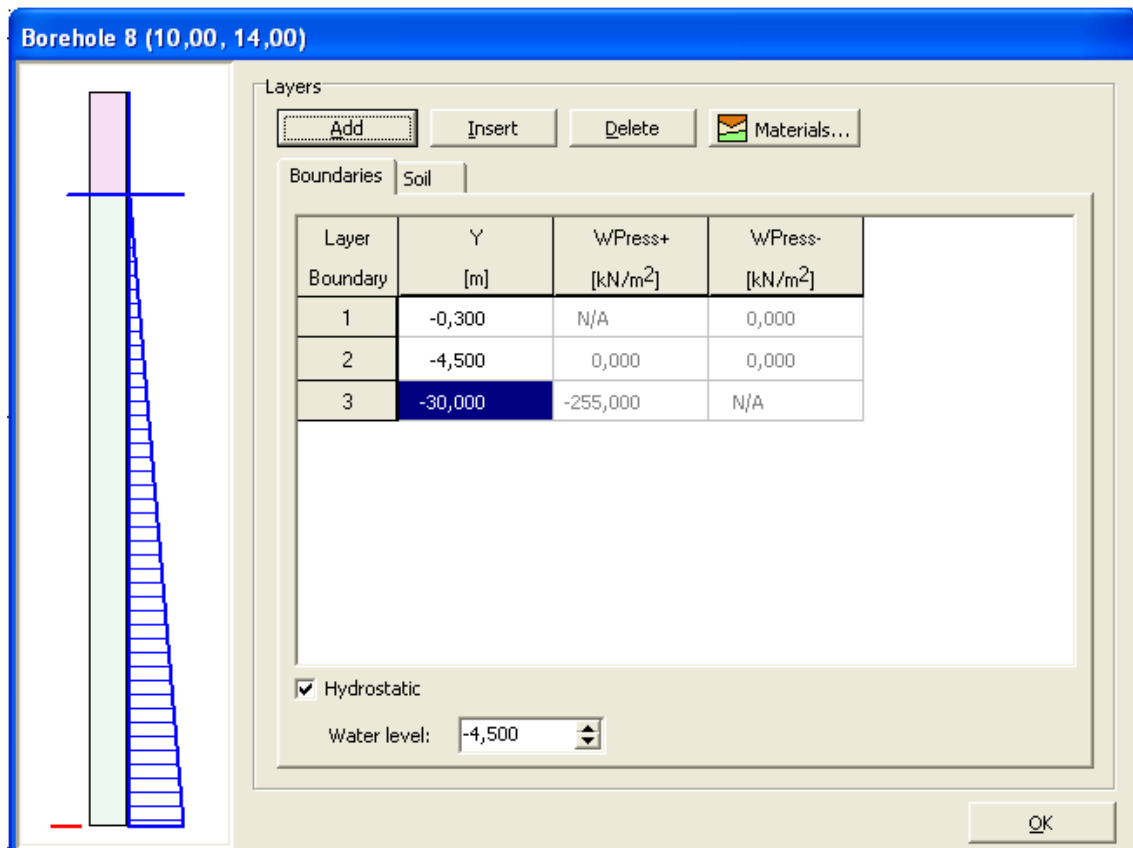 Borehole 8 (10,00, 14,00)
Layers
Add Insert Delete Materials...
Boundaries Soil
Layer Boundary Y [m] WPress+ [kN/m2] WPress- [kN/m2]
1 -0,300 N/A 0,000
2 -4,500 0,000 0,000
3 -30,000 -255,000 N/A
Hydrostatic
Water level: -4,500
OK